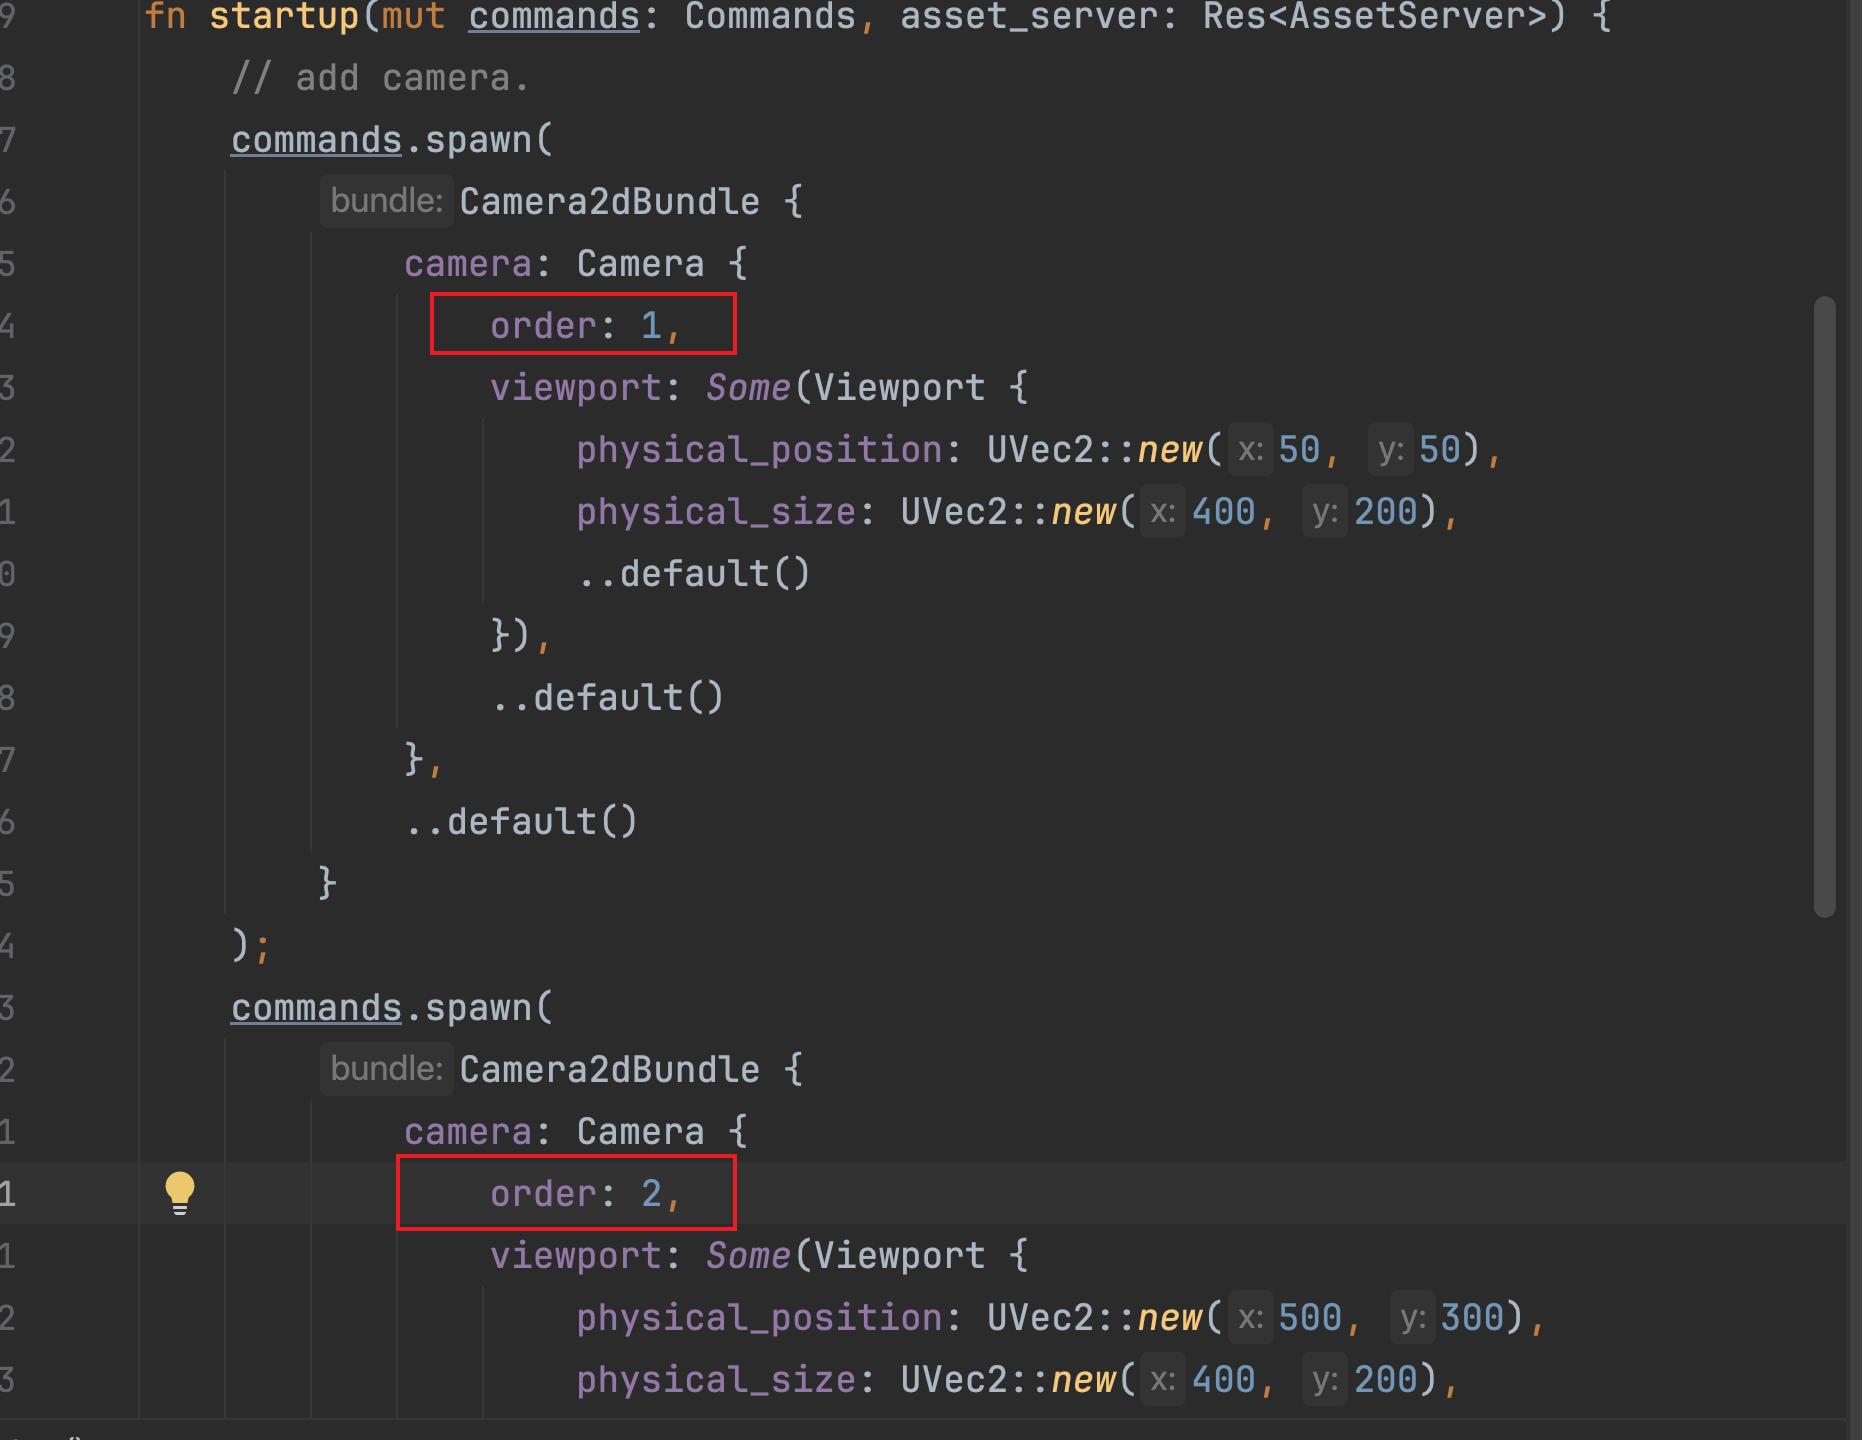 9 fn startup(mut commands: Commands, asset_server: Res<AssetServer>) {
8 // add camera.
7 commands.spawn(
6 bundle: Camera2dBundle {
5 camera: Camera {
4 order: 1,
3 viewport: Some(Viewport {
2 physical_position: UVec2::new( x: 50, y: 50),
1 physical_size: UVec2::new( x: 400, y: 200),
0 ..default()
9 }),
8 ..default()
7 },
6 ..default()
5 }
4 );
3 commands.spawn(
2 bundle: Camera2dBundle {
1 camera: Camera {
1 order: 2,
1 viewport: Some(Viewport {
2 physical_position: UVec2::new( x: 500, y: 300),
3 physical_size: UVec2::new( x: 400, y: 200),